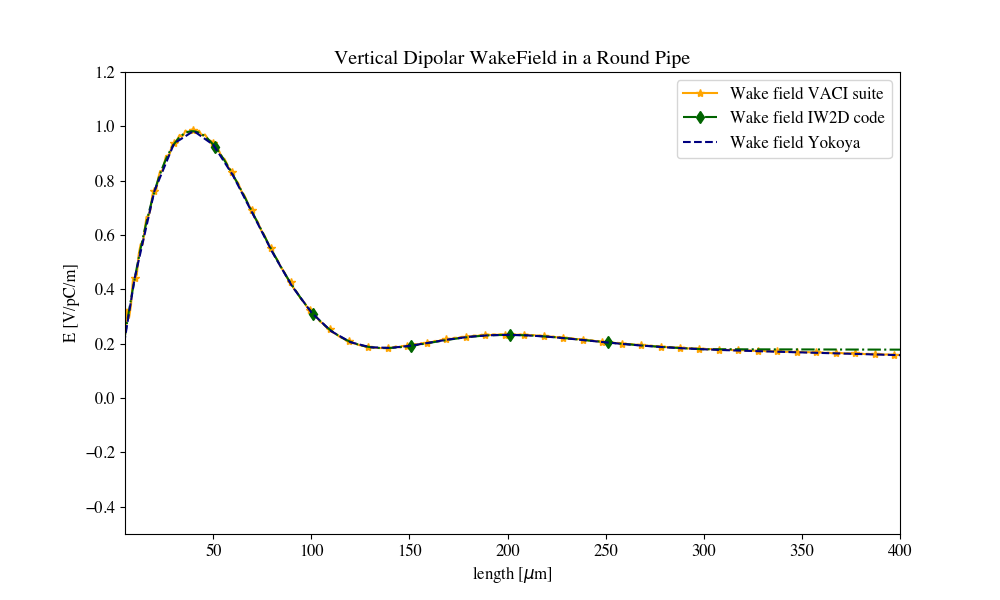 Vertical Dipolar WakeField in a Round Pipe
Wake field VACI suite
Wake field IW2D code
Wake field Yokoya
E [V/pC/m]
1.2
1.0
0.8
0.6
0.4
0.2
0.0
−0.2
−0.4
50 100 150 200 250 300 350 400
length [μm]